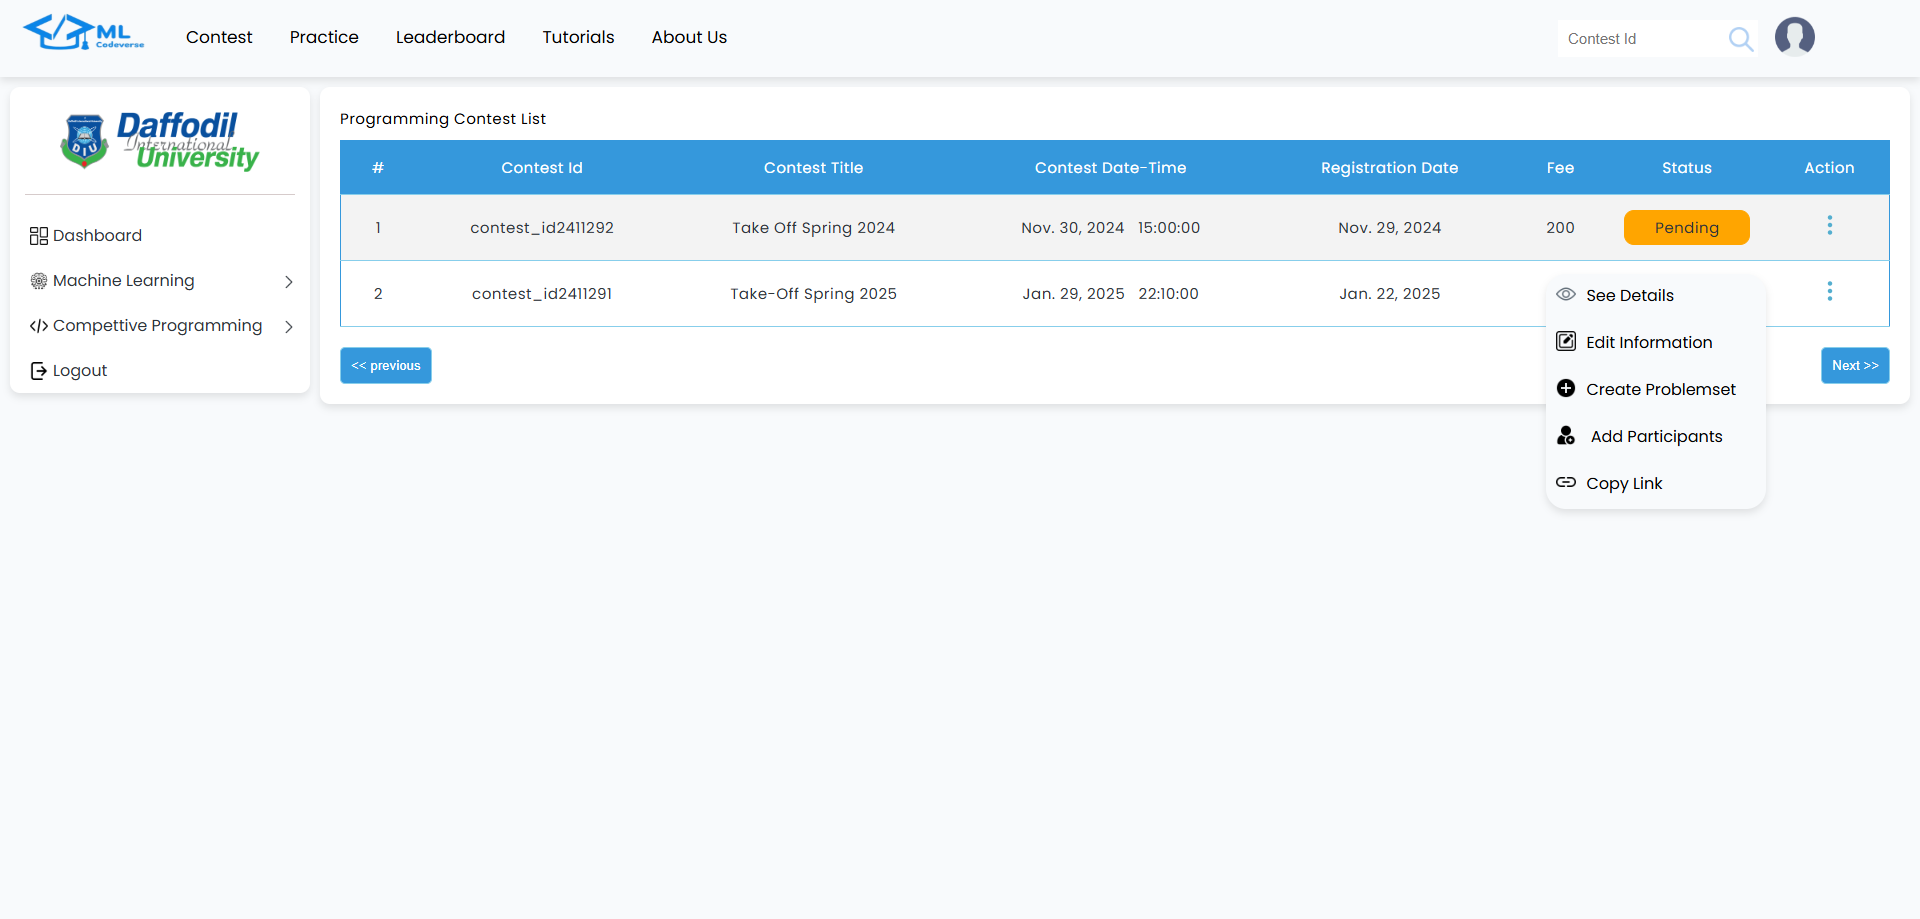 ML
Codeverse
Contest Practice Leaderboard Tutorials About Us
Contest Id
Daffodil
International
University
DIU
Dashboard
Machine Learning
Compettive Programming
Logout
Programming Contest List
# Contest Id Contest Title Contest Date-Time Registration Date Fee Status Action
1 contest_id2411292 Take Off Spring 2024 Nov. 30, 2024 15:00:00 Nov. 29, 2024 200 Pending
2 contest_id2411291 Take-Off Spring 2025 Jan. 29, 2025 22:10:00 Jan. 22, 2025
<< previous
Next >>
See Details
Edit Information
Create Problemset
Add Participants
Copy Link